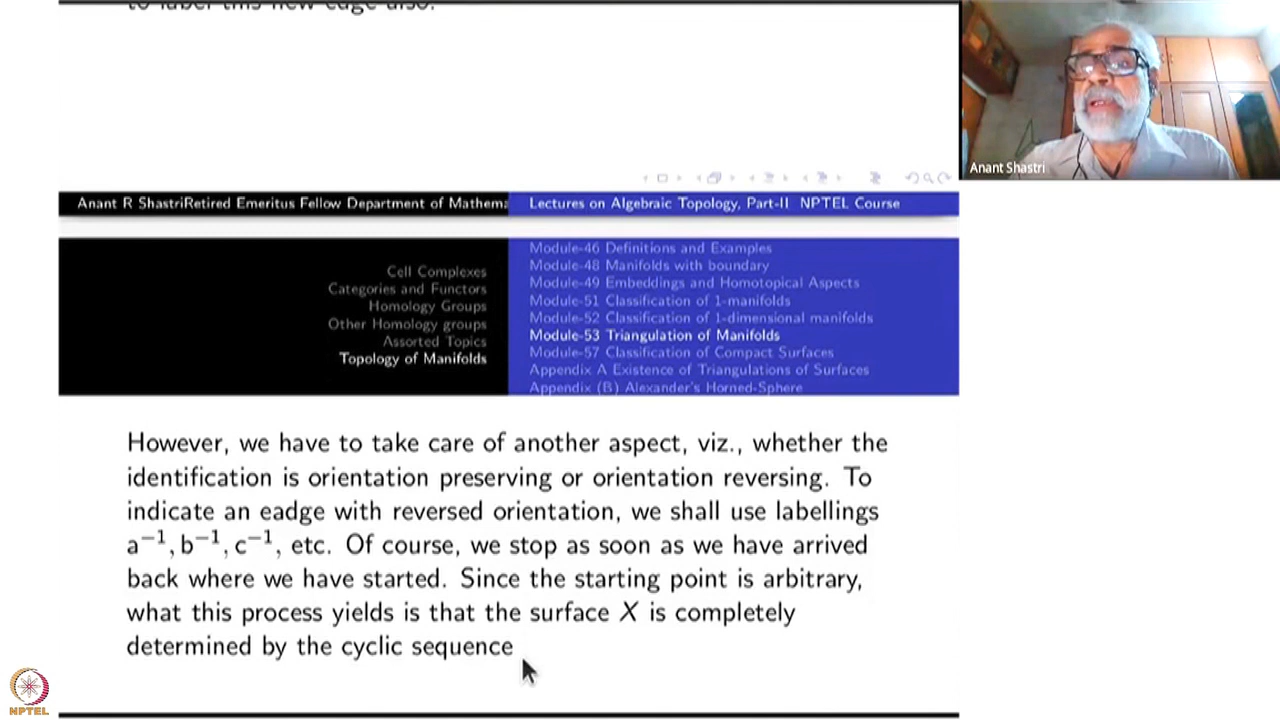 to label this new edge also.
Anant Shastri
Anant R ShastriRetired Emeritus Fellow Department of Mathema
Lectures on Algebraic Topology, Part-II NPTEL Course
Cell Complexes
Categories and Functors
Homology Groups
Other Homology groups
Assorted Topics
Topology of Manifolds
Module-46 Definitions and Examples
Module-48 Manifolds with boundary
Module-49 Embeddings and Homotopical Aspects
Module-51 Classification of 1-manifolds
Module-52 Classification of 1-dimensional manifolds
Module-53 Triangulation of Manifolds
Module-57 Classification of Compact Surfaces
Appendix A Existence of Triangulations of Surfaces
Appendix (B) Alexander's Horned-Sphere
However, we have to take care of another aspect, viz., whether the
identification is orientation preserving or orientation reversing. To
indicate an eadge with reversed orientation, we shall use labellings
a⁻¹, b⁻¹, c⁻¹, etc. Of course, we stop as soon as we have arrived
back where we have started. Since the starting point is arbitrary,
what this process yields is that the surface X is completely
determined by the cyclic sequence
NPTEL